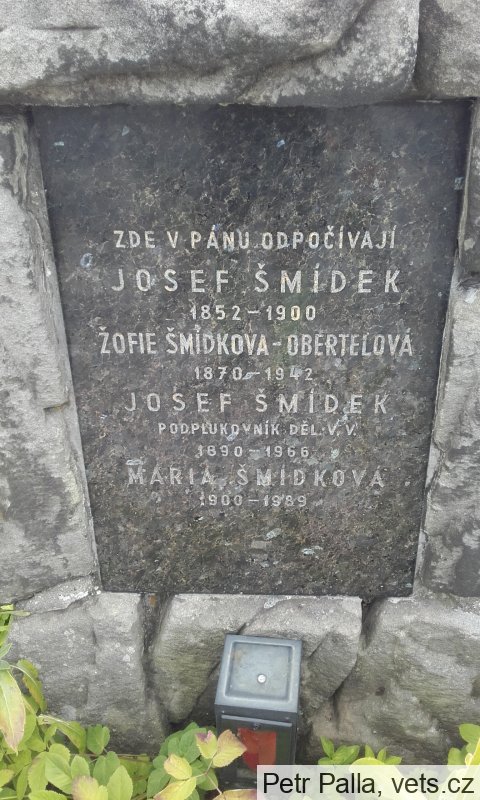 ZDE V PÁNU ODPOČÍVAJÍ
JOSEF ŠMÍDEK
1852 - 1900
ŽOFIE ŠMÍDKOVA - OBERTELOVÁ
1870 - 1942
JOSEF ŠMÍDEK
PODPLUKOVNÍK DĚL. V. V.
1890 - 1966
MARIA ŠMÍDKOVÁ
1900 - 1989
Petr Palla, vets.cz